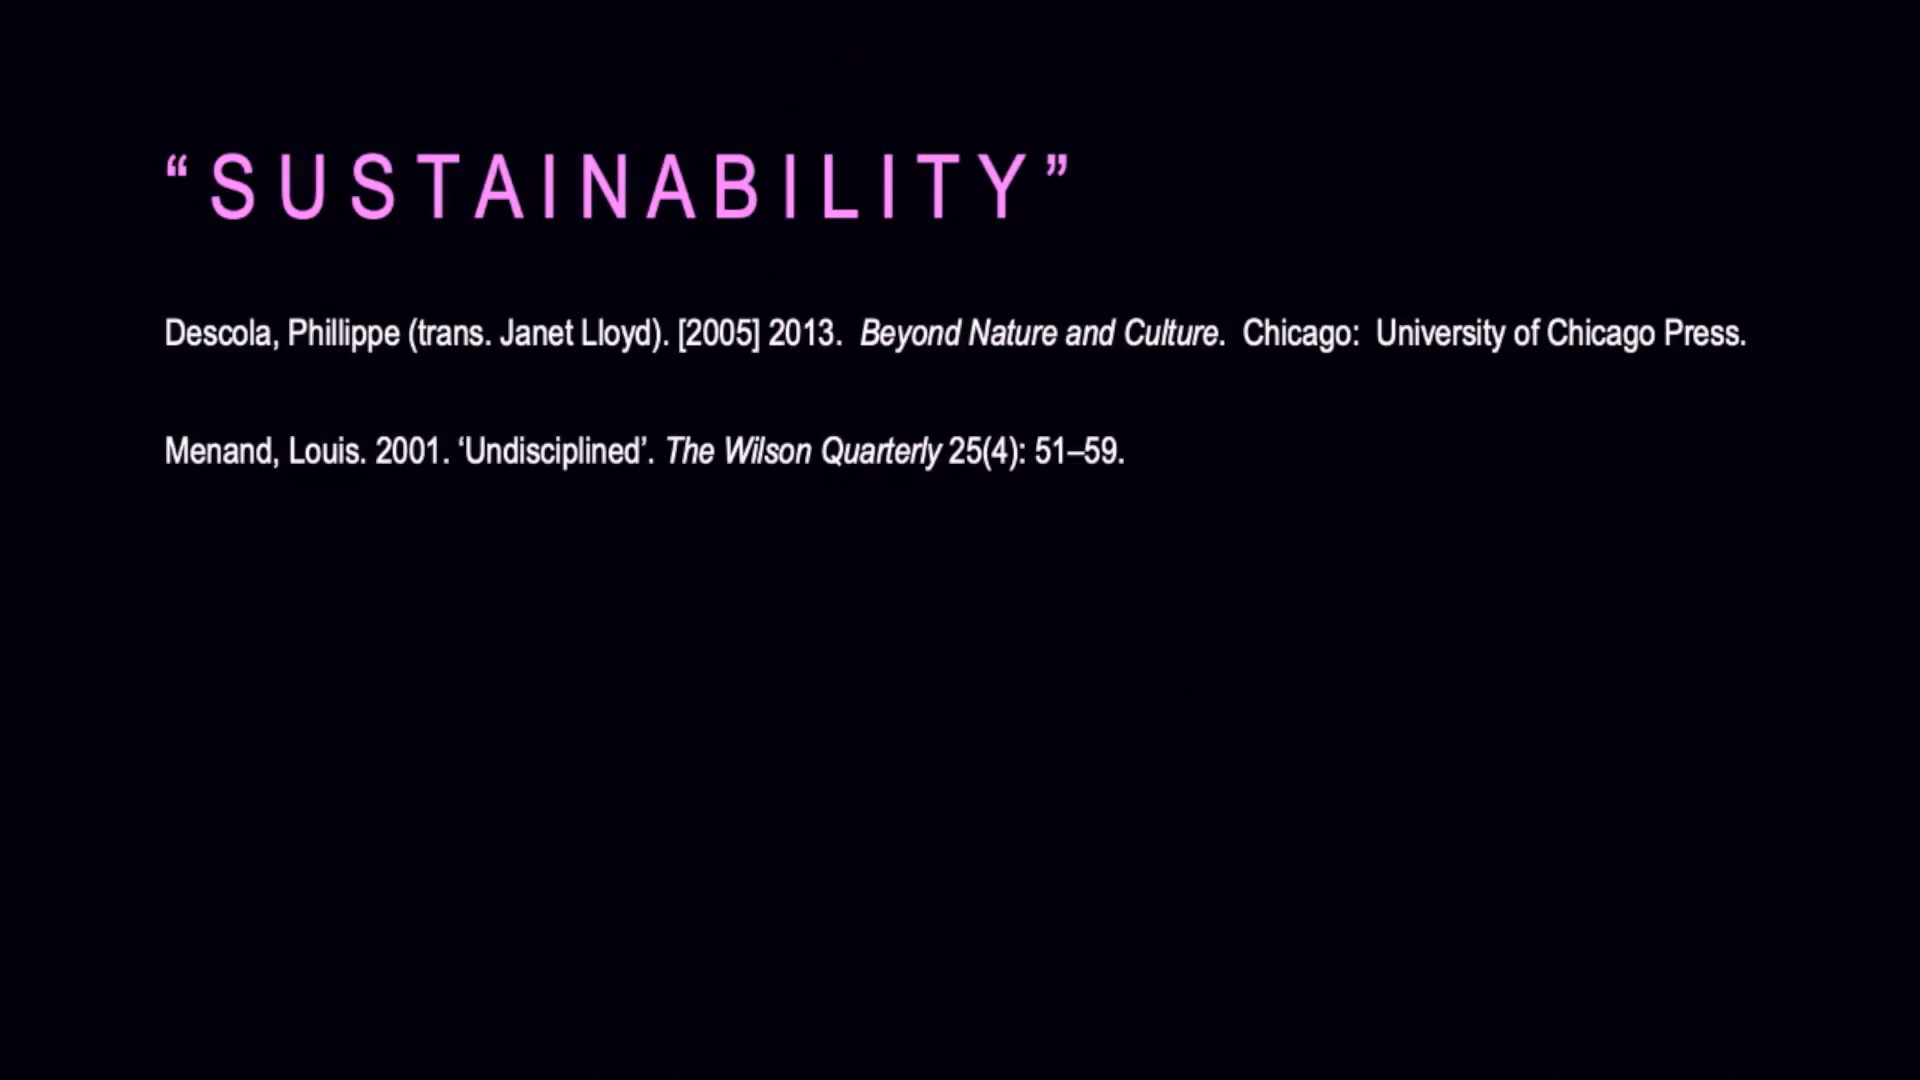 “SUSTAINABILITY”
Descola, Phillippe (trans. Janet Lloyd). [2005] 2013.  Beyond Nature and Culture.  Chicago:  University of Chicago Press.
Menand, Louis. 2001. ‘Undisciplined’. The Wilson Quarterly 25(4): 51–59.